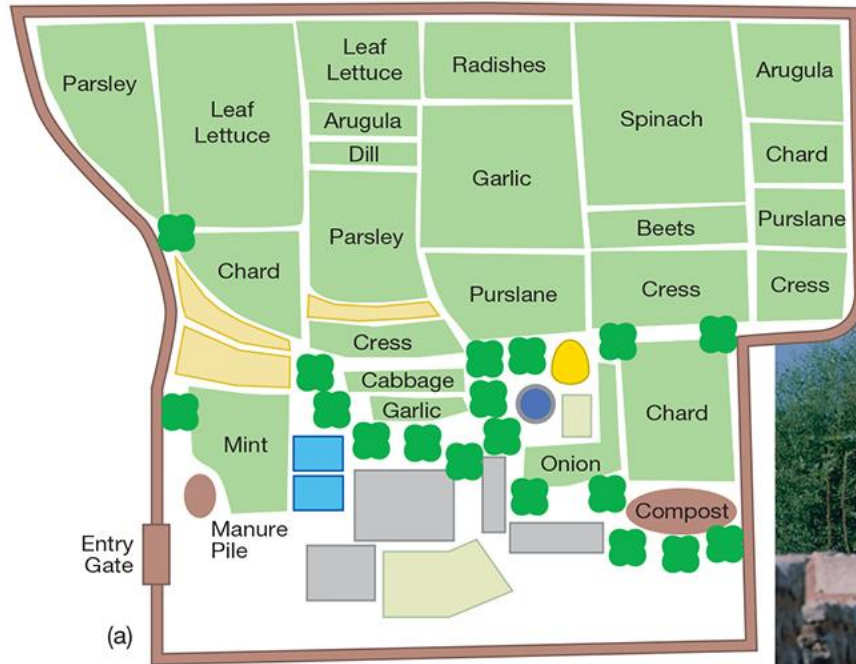 Parsley
Leaf
Lettuce
Leaf
Lettuce
Radishes
Spinach
Arugula
Arugula
Dill
Garlic
Chard
Parsley
Beets
Purslane
Chard
Purslane
Cress
Cress
Cress
Cabbage
Garlic
Chard
Mint
Onion
Compost
Manure
Pile
Entry
Gate
(a)